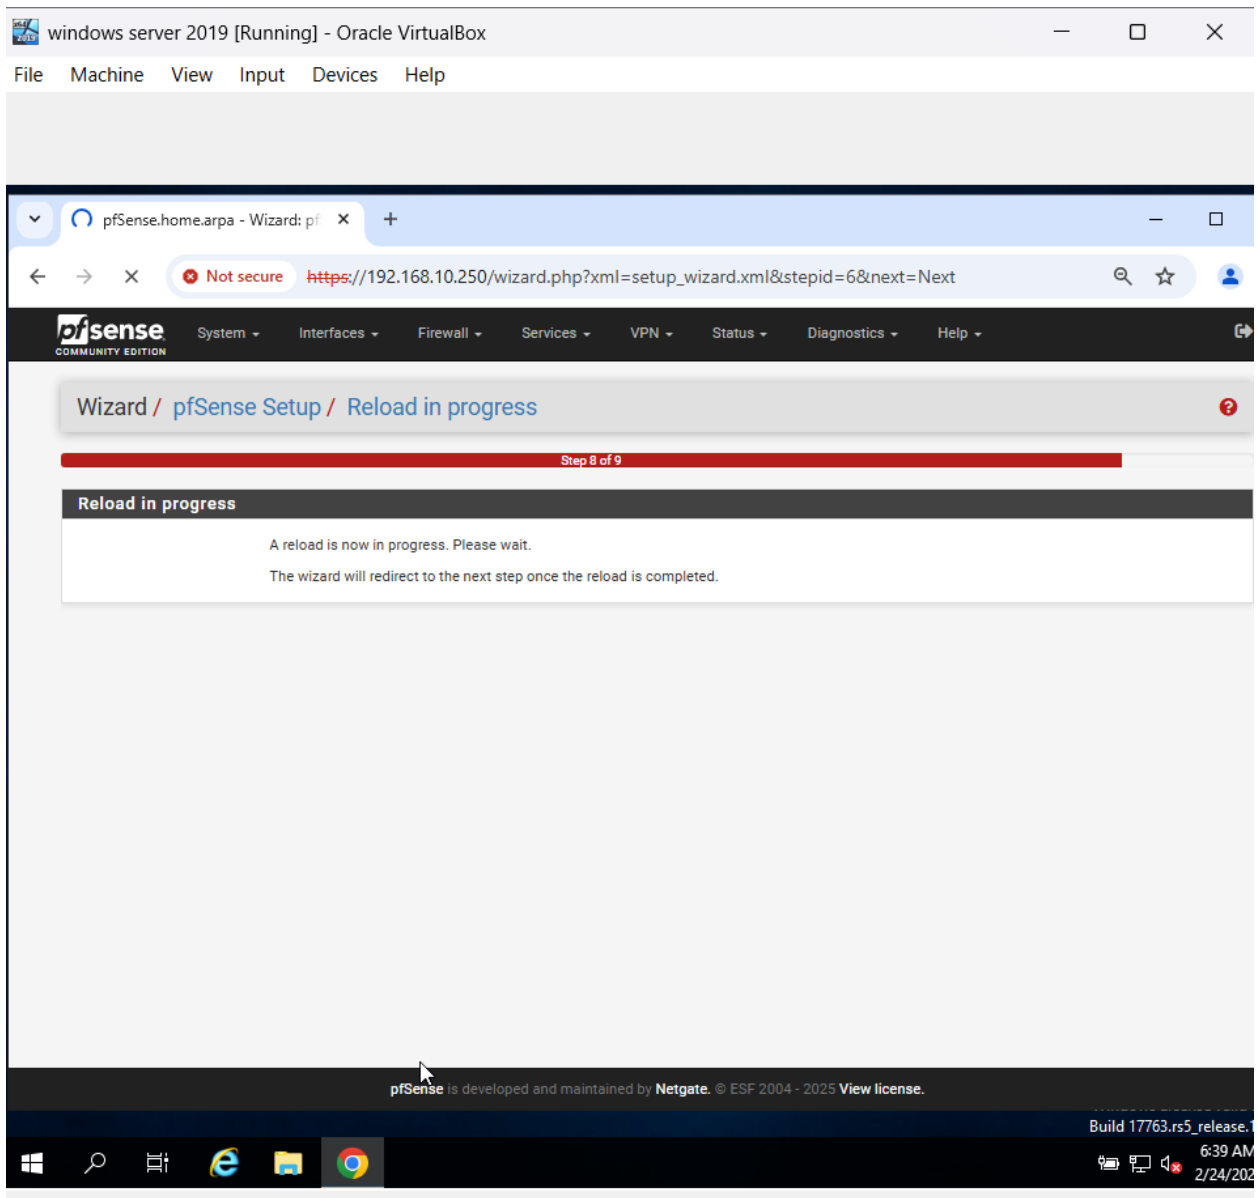 windows server 2019 [Running] - Oracle VirtualBox
File Machine View Input Devices Help
pfSense.home.arpa - Wizard: pf
Not secure https://192.168.10.250/wizard.php?xml=setup_wizard.xml&stepid=6&next=Next
pfsense
COMMUNITY EDITION
System Interfaces Firewall Services VPN Status Diagnostics Help
Wizard / pfSense Setup / Reload in progress
Step 8 of 9
Reload in progress
A reload is now in progress. Please wait.
The wizard will redirect to the next step once the reload is completed.
pfSense is developed and maintained by Netgate. © ESF 2004 - 2025 View license.
Build 17763.rs5_release.1
6:39 AM
2/24/202